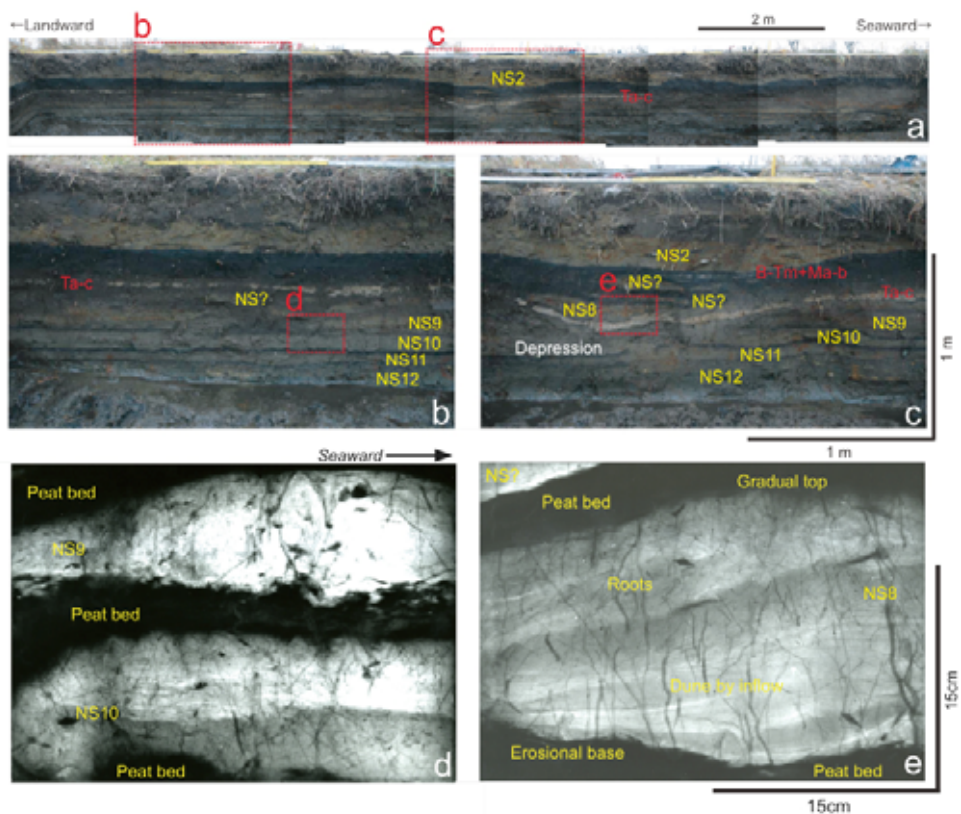 ←Landward
b
c
2 m
Seaward→
NS2
Ta-c
a
Ta-c
NS?
d
NS9
NS10
NS11
NS12
b
NS2
B-Tm+Ma-b
e
NS?
NS?
Ta-c
NS8
NS9
NS10
Depression
NS11
NS12
c
1 m
1 m
Seaward
Peat bed
NS9
Peat bed
NS10
Peat bed
d
NS?
Peat bed
Gradual top
Roots
NS8
Dune by inflow
Erosional base
Peat bed
e
15cm
15cm